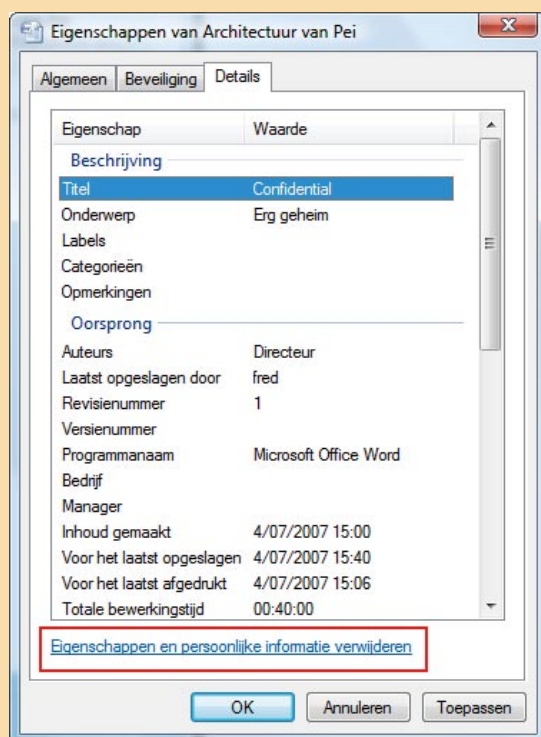 Eigenschappen van Architectuur van Pei
Algemeen Beveiliging Details
Eigenschap Waarde
Beschrijving
Titel Confidential
Onderwerp Erg geheim
Labels
Categorieën
Opmerkingen
Oorsprong
Auteurs Directeur
Laatst opgeslagen door fred
Revisienummer 1
Versienummer
Programmanaam Microsoft Office Word
Bedrijf
Manager
Inhoud gemaakt 4/07/2007 15:00
Voor het laatst opgeslagen 4/07/2007 15:40
Voor het laatst afgedrukt 4/07/2007 15:06
Totale bewerkingstijd 00:40:00
Eigenschappen en persoonlijke informatie verwijderen
OK Annuleren Toepassen